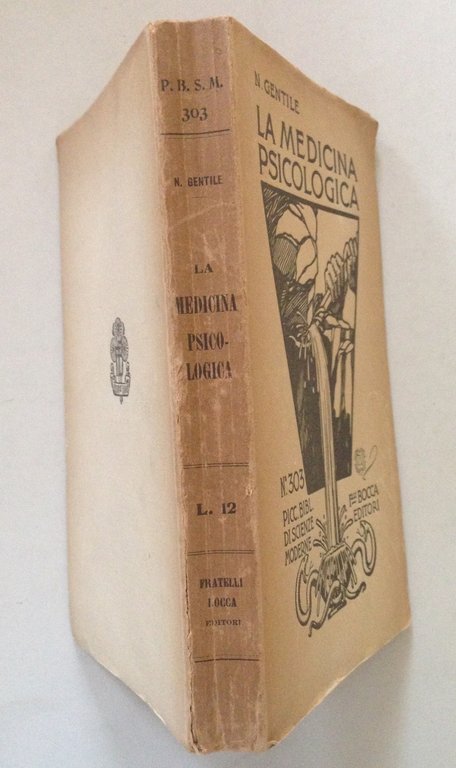 P. B. S. M.
303
N. GENTILE
LA
MEDICINA
PSICO-
LOGICA
L. 12
FRATELLI
BOCCA
EDITORI
N. GENTILE
LA MEDICINA
PSICOLOGICA
Nº 303
PICC. BIBL.
DI SCIENZE
MODERNE
Flli BOCCA
EDITORI